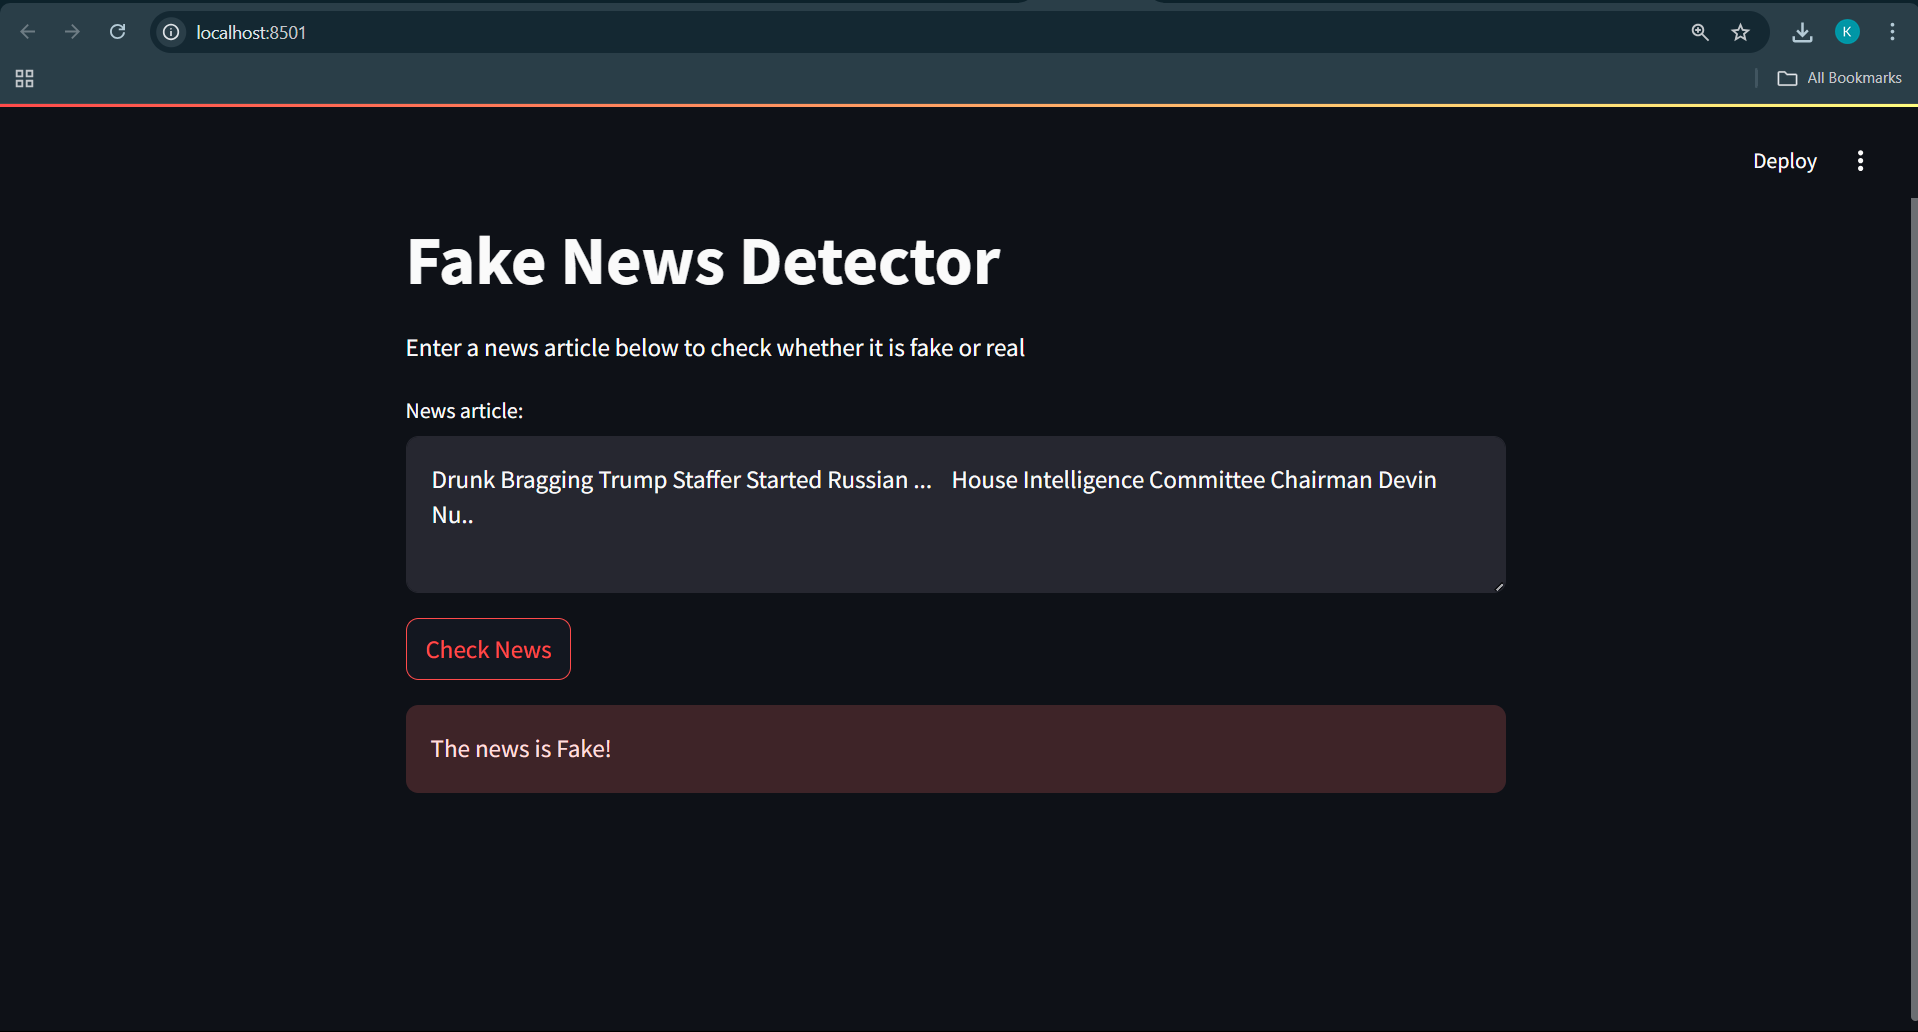 localhost:8501
K
All Bookmarks
Deploy
Fake News Detector
Enter a news article below to check whether it is fake or real
News article:
Drunk Bragging Trump Staffer Started Russian ...   House Intelligence Committee Chairman Devin
Nu..
Check News
The news is Fake!